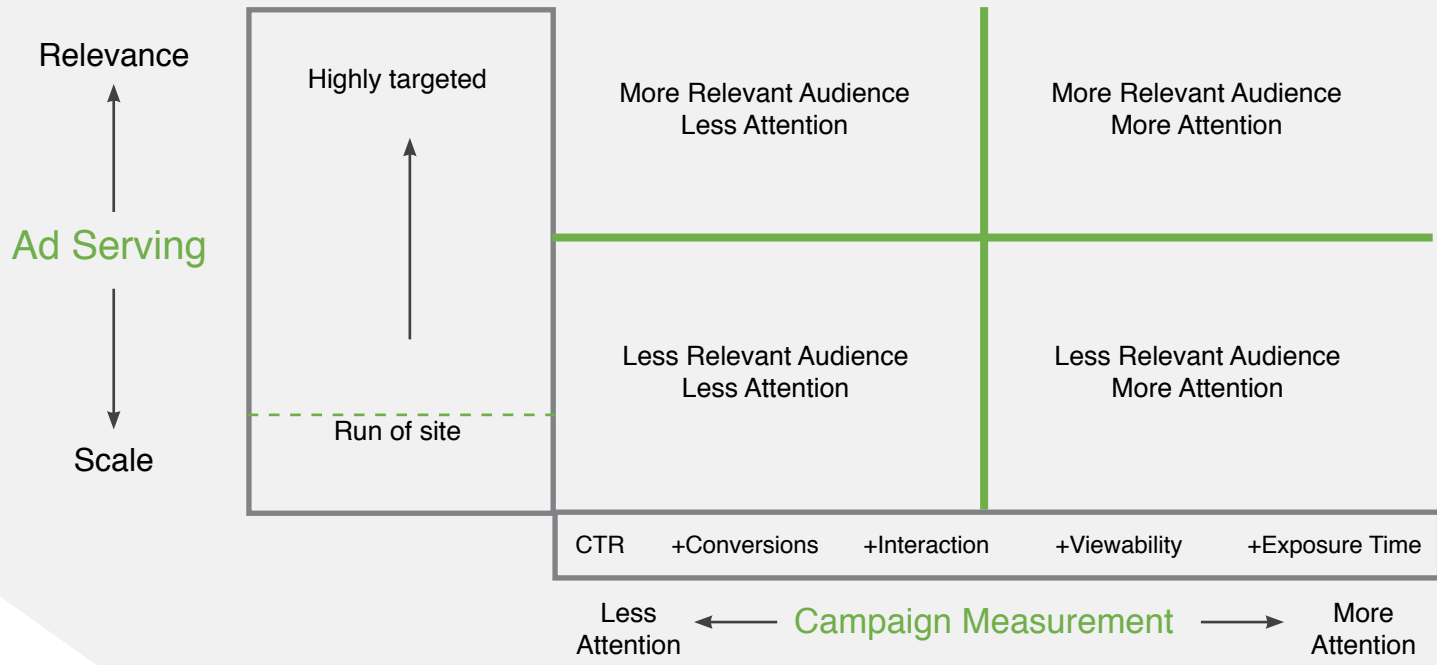 Relevance
Ad Serving
Scale
Highly targeted
Run of site
More Relevant Audience
Less Attention
More Relevant Audience
More Attention
Less Relevant Audience
Less Attention
Less Relevant Audience
More Attention
CTR +Conversions +Interaction +Viewability +Exposure Time
Less
Attention
Campaign Measurement
More
Attention